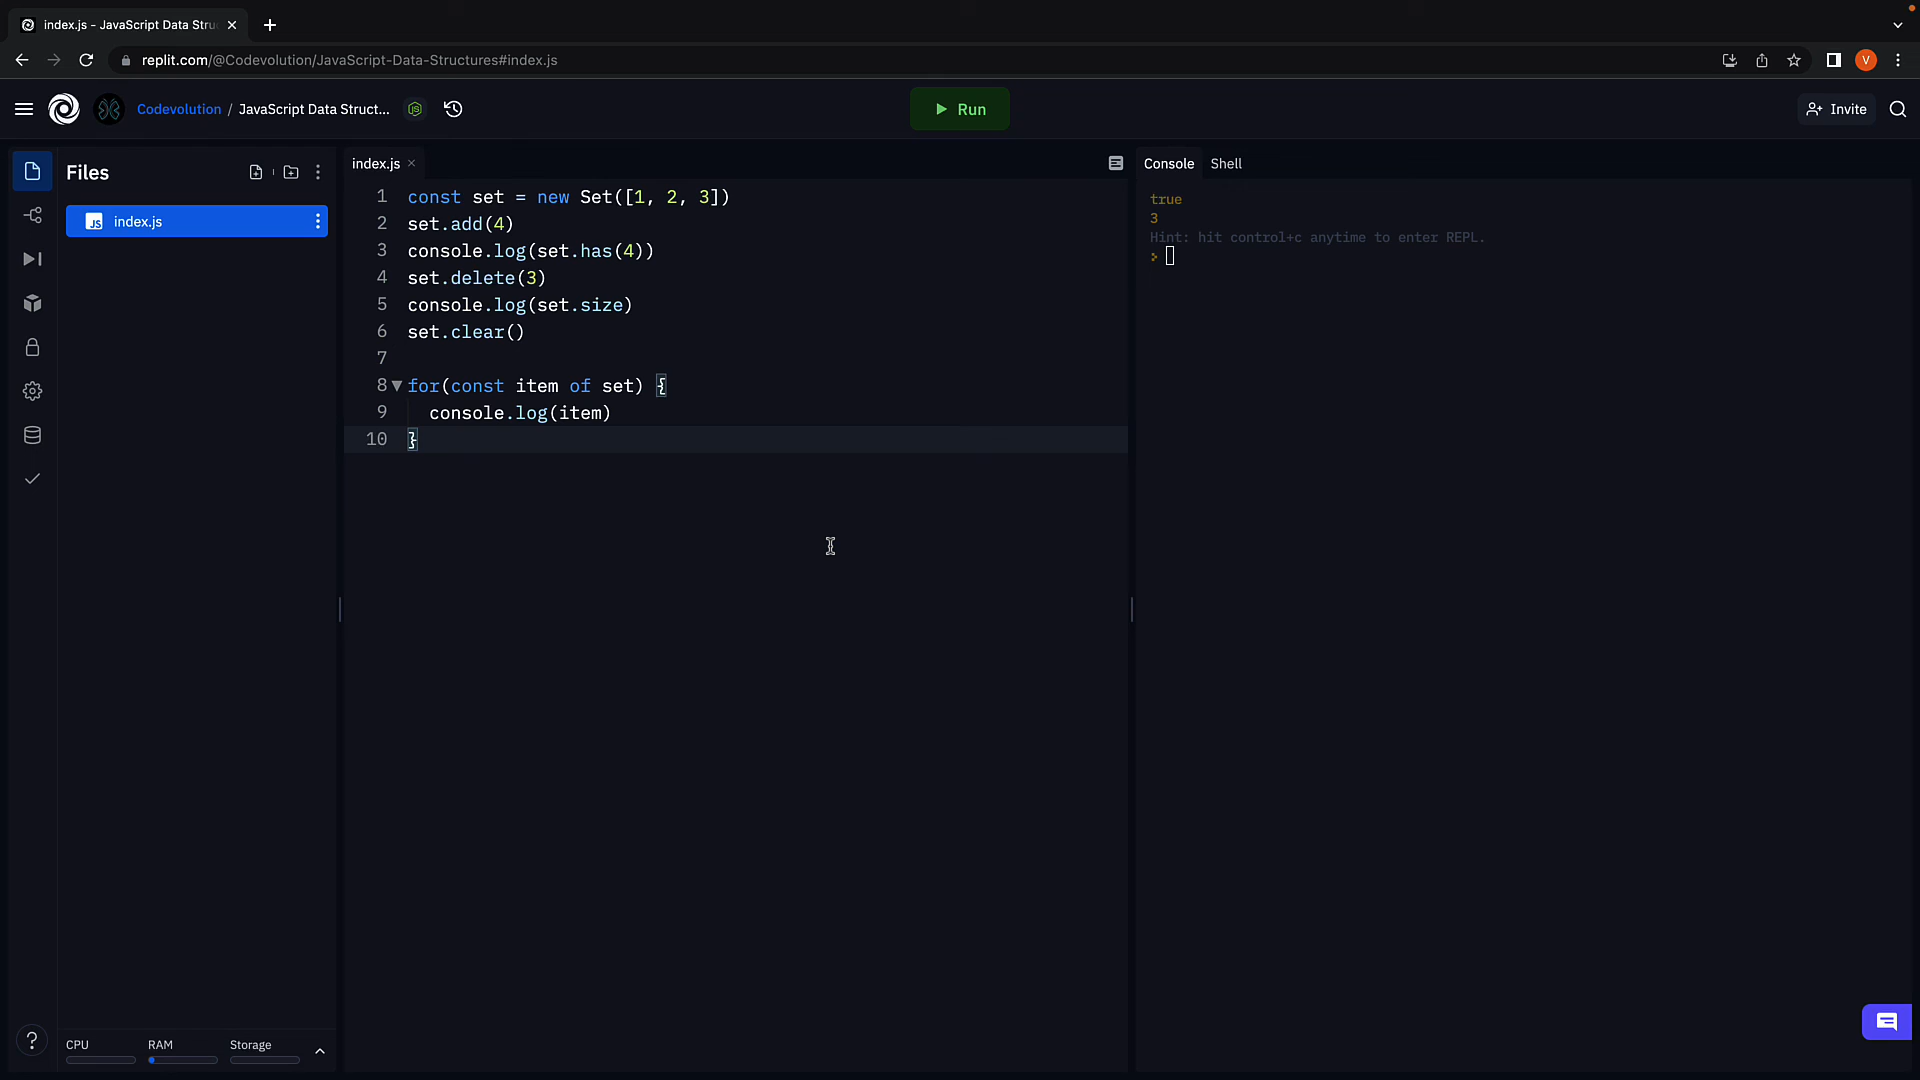 index.js - JavaScript Data Stru
replit.com/@Codevolution/JavaScript-Data-Structures#index.js
V
Codevolution / JavaScript Data Struct...
Run
Invite
Files
index.js
JS
index.js
1 const set = new Set([1, 2, 3])
2 set.add(4)
3 console.log(set.has(4))
4 set.delete(3)
5 console.log(set.size)
6 set.clear()
7
8 for(const item of set) {
9 console.log(item)
10 }
Console
Shell
true
3
Hint: hit control+c anytime to enter REPL.
CPU
RAM
Storage